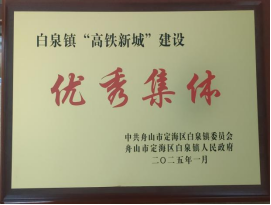 白泉镇“高铁新城”建设
优秀集体
中共舟山市定海区白泉镇委员会
舟山市定海区白泉镇人民政府
二〇二五年一月